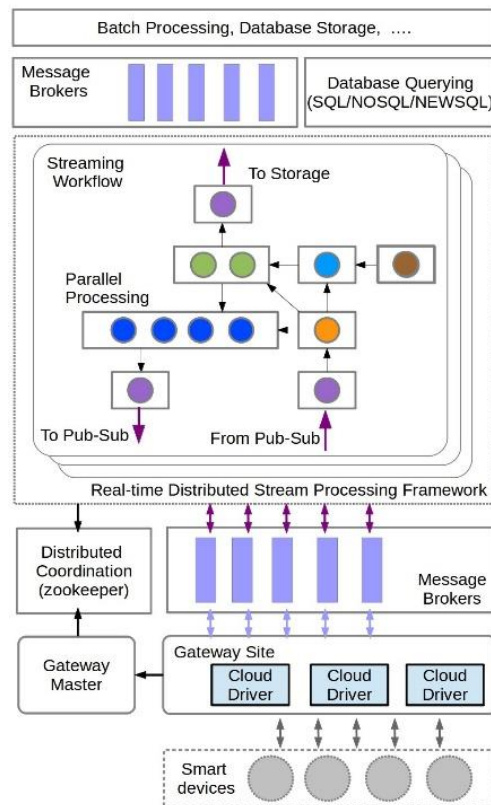 Batch Processing, Database Storage, ....
Message
Brokers
Database Querying
(SQL/NOSQL/NEWSQL)
Streaming
Workflow
To Storage
Parallel
Processing
To Pub-Sub
From Pub-Sub
Real-time Distributed Stream Processing Framework
Distributed
Coordination
(zookeeper)
Message
Brokers
Gateway
Master
Gateway Site
Cloud
Driver
Cloud
Driver
Cloud
Driver
Smart
devices